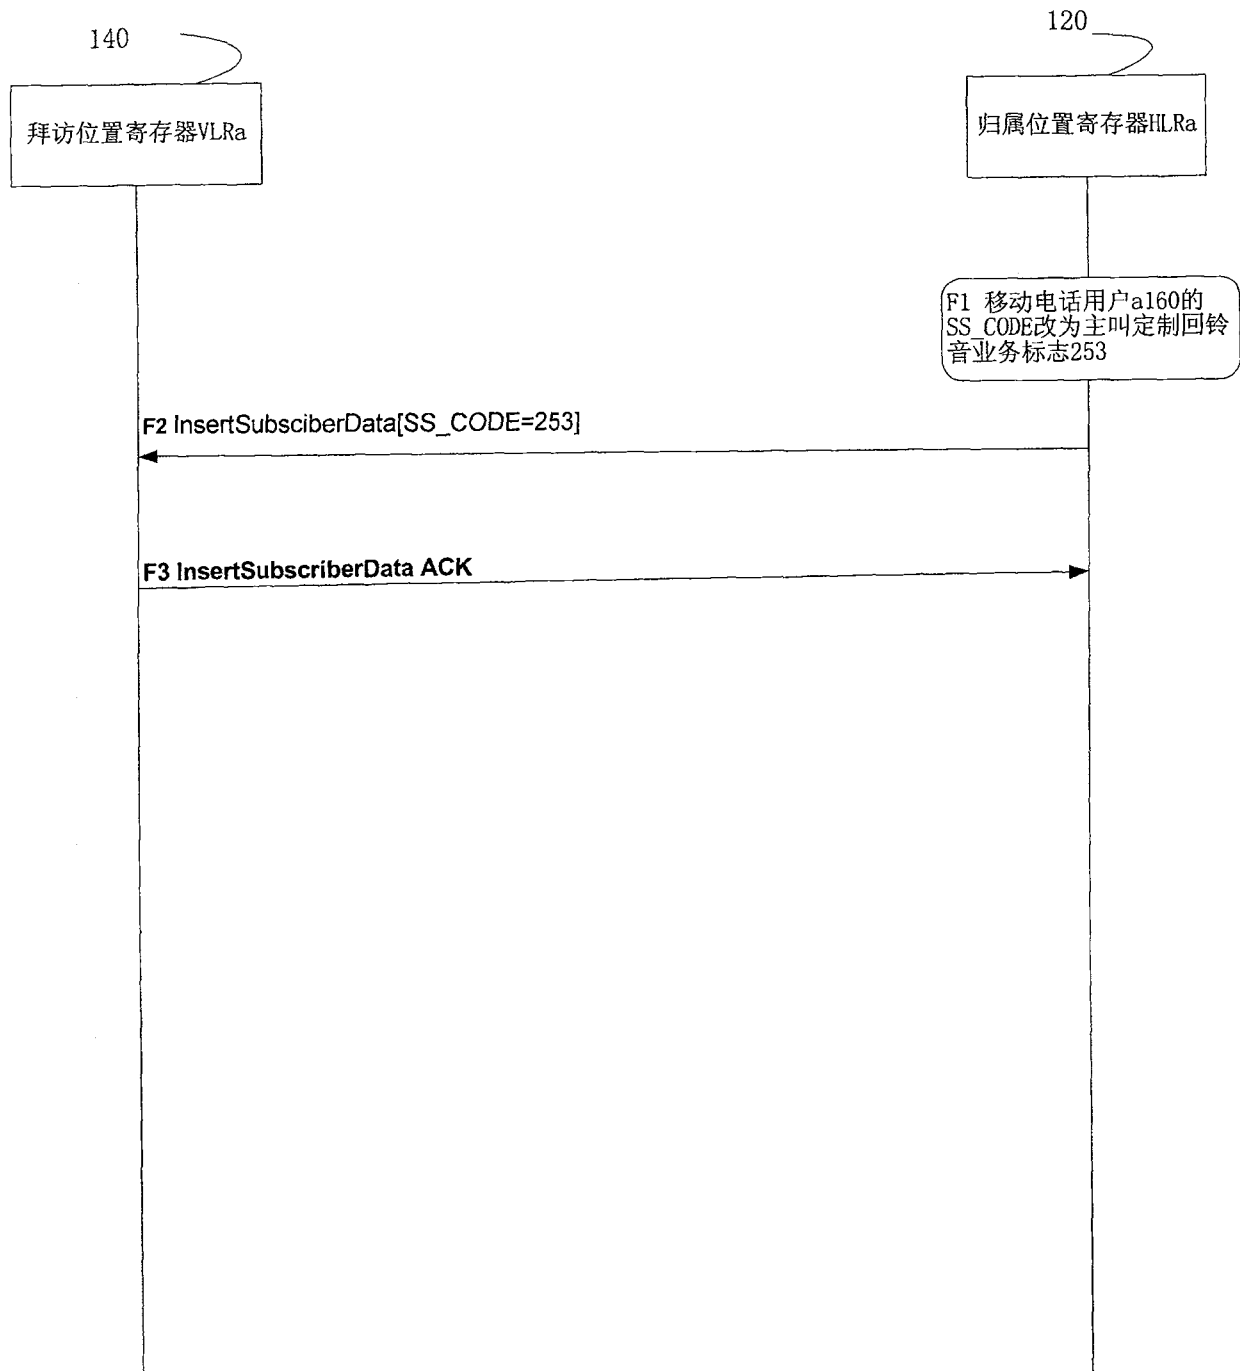 140
120
拜访位置寄存器VLRa
归属位置寄存器HLRa
F1 移动电话用户a160的
SS_CODE改为主叫定制回铃
音业务标志253
F2 InsertSubsciberData[SS_CODE=253]
F3 InsertSubscriberData ACK